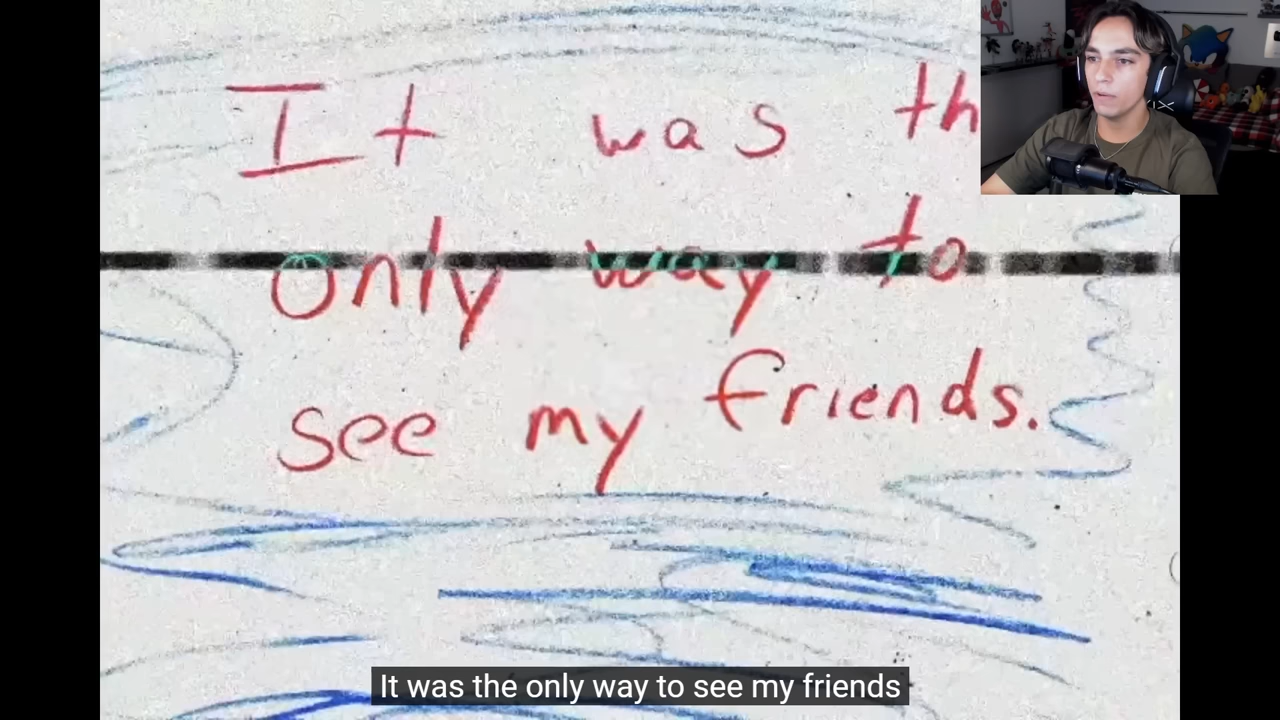 It was th
only way to
see my friends.
It was the only way to see my friends